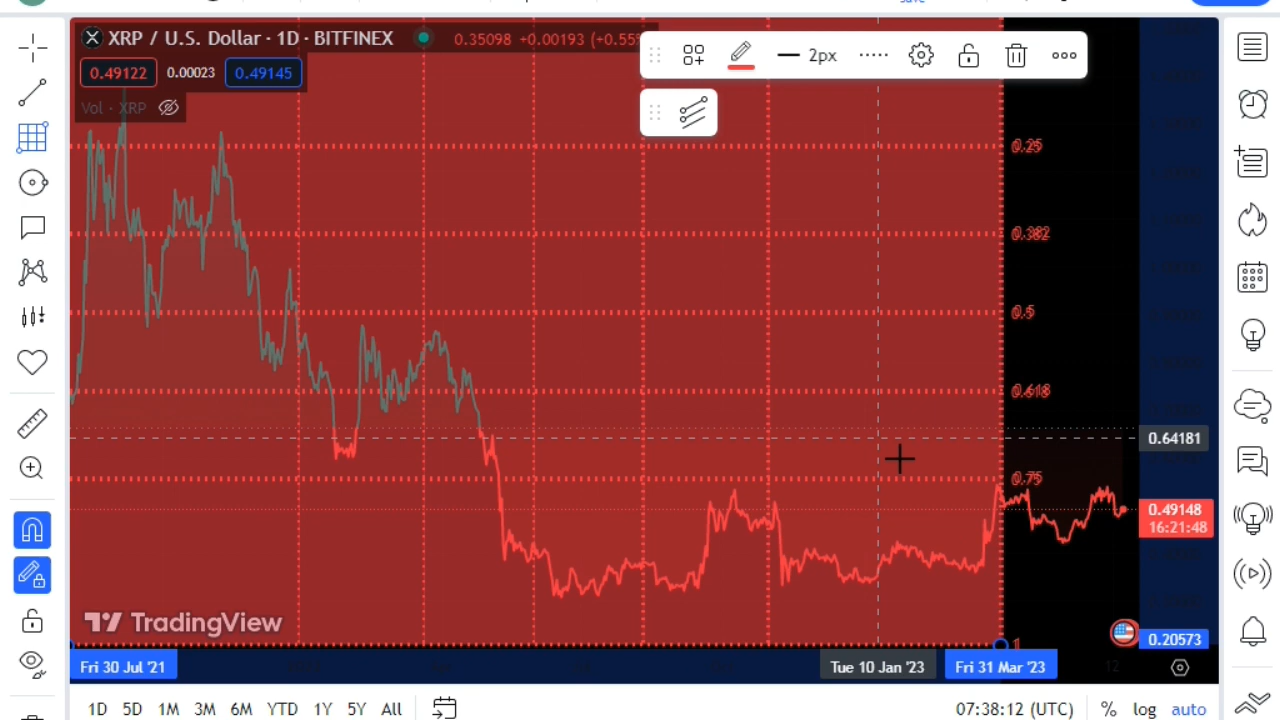 save
XRP / U.S. Dollar · 1D · BITFINEX 0.35098 +0.00193 (+0.55
2px
0.49122 0.00023 0.49145
Vol · XRP
0.25
0.382
0.5
0.618
0.64181
0.75
0.49148
16:21:48
TradingView
1
0.20573
Fri 30 Jul '21 Tue 10 Jan '23 Fri 31 Mar '23 12
1D 5D 1M 3M 6M YTD 1Y 5Y All 07:38:12 (UTC) % log auto